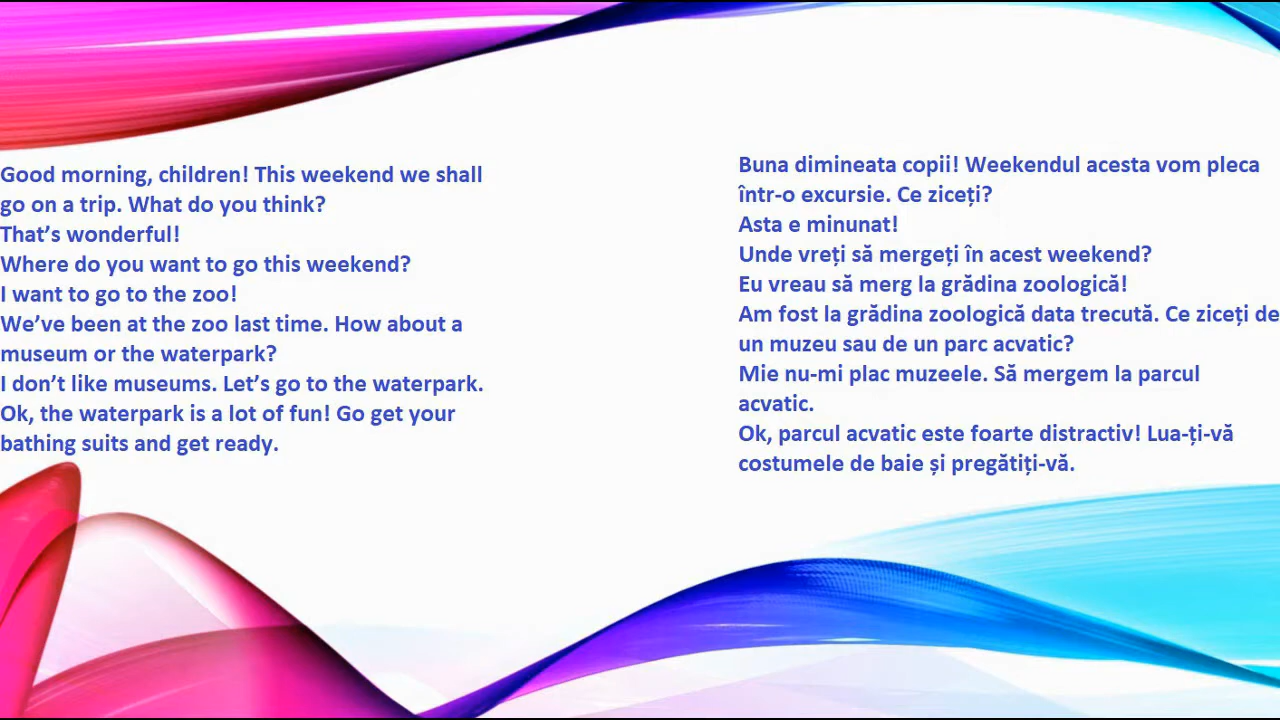 Good morning, children! This weekend we shall
go on a trip. What do you think?
That’s wonderful!
Where do you want to go this weekend?
I want to go to the zoo!
We’ve been at the zoo last time. How about a
museum or the waterpark?
I don’t like museums. Let’s go to the waterpark.
Ok, the waterpark is a lot of fun! Go get your
bathing suits and get ready.
Buna dimineata copii! Weekendul acesta vom pleca
într-o excursie. Ce ziceți?
Asta e minunat!
Unde vreți să mergeți în acest weekend?
Eu vreau să merg la grădina zoologică!
Am fost la grădina zoologică data trecută. Ce ziceți de
un muzeu sau de un parc acvatic?
Mie nu-mi plac muzeele. Să mergem la parcul
acvatic.
Ok, parcul acvatic este foarte distractiv! Lua-ți-vă
costumele de baie și pregătiți-vă.